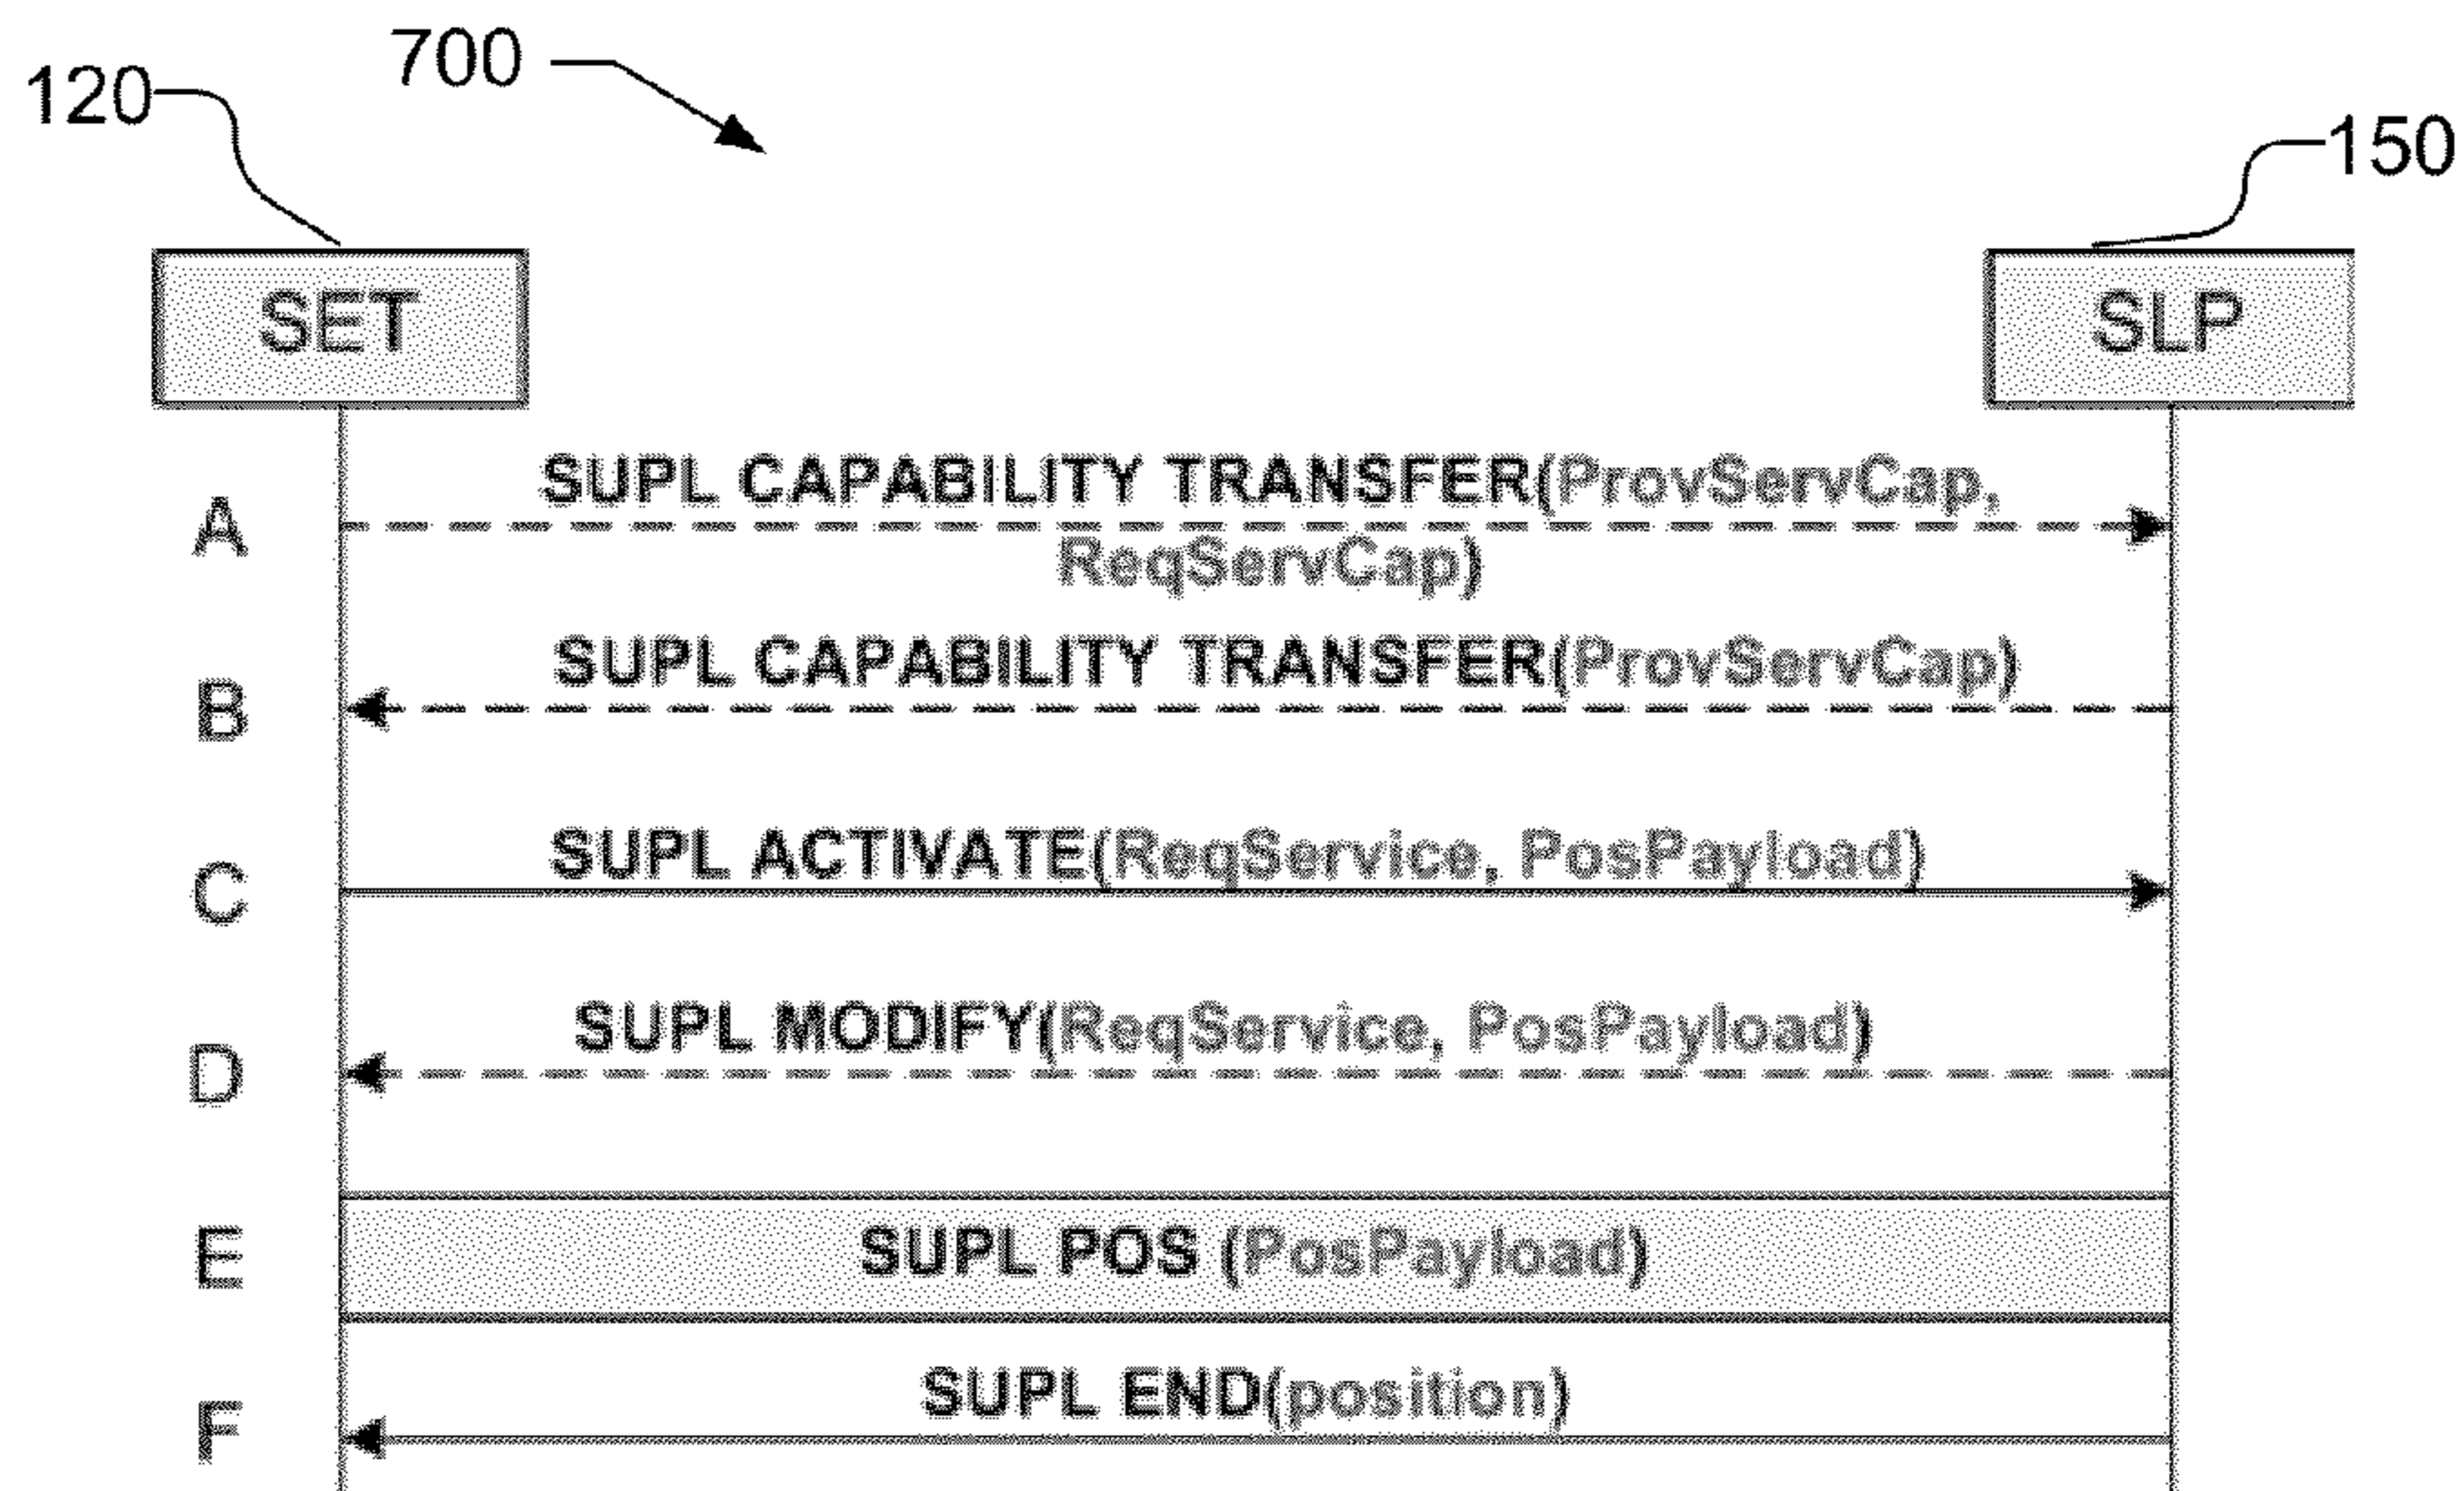 700
120
150
SET
SLP
SUPL CAPABILITY TRANSFER(ProvServCap,
A
ReqServCap)
SUPL CAPABILITY TRANSFER(ProvServCap)
B
SUPL ACTIVATE(ReqService, PosPayload)
C
SUPL MODIFY(ReqService, PosPayload)
D
E
SUPL POS (PosPayload)
SUPL END(position)
F